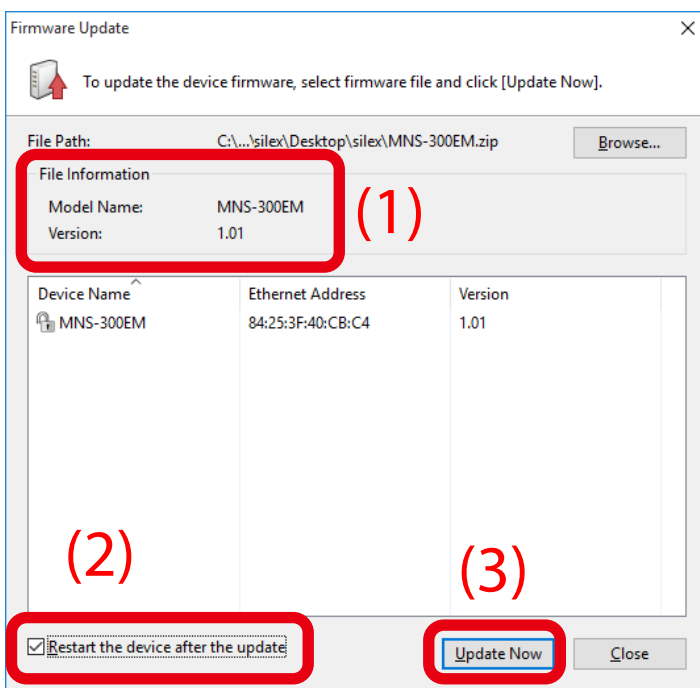 Firmware Update
To update the device firmware, select firmware file and click [Update Now].
File Path: C:\...\silex\Desktop\silex\MNS-300EM.zip Browse...
File Information
Model Name: MNS-300EM
Version: 1.01
(1)
Device Name Ethernet Address Version
MNS-300EM 84:25:3F:40:CB:C4 1.01
(2)
(3)
Restart the device after the update Update Now Close